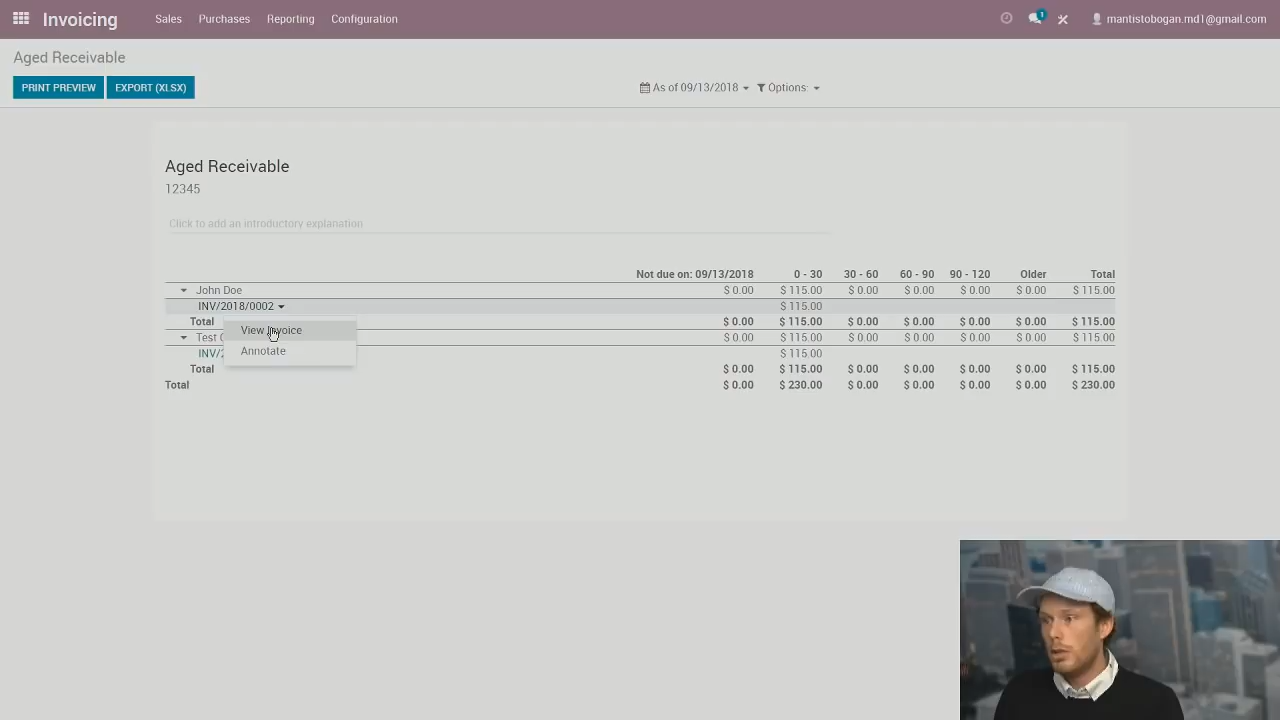 Invoicing Sales Purchases Reporting Configuration 1 mantistobogan.md1@gmail.com
Aged Receivable
PRINT PREVIEW EXPORT (XLSX) As of 09/13/2018 Options:
Aged Receivable
12345
Click to add an introductory explanation
Not due on: 09/13/2018 0 - 30 30 - 60 60 - 90 90 - 120 Older Total
John Doe $ 0.00 $ 115.00 $ 0.00 $ 0.00 $ 0.00 $ 0.00 $ 115.00
INV/2018/0002 $ 115.00
Total $ 0.00 $ 115.00 $ 0.00 $ 0.00 $ 0.00 $ 0.00 $ 115.00
View Invoice
Test $ 0.00 $ 115.00 $ 0.00 $ 0.00 $ 0.00 $ 0.00 $ 115.00
Annotate
INV/2 $ 115.00
Total $ 0.00 $ 115.00 $ 0.00 $ 0.00 $ 0.00 $ 0.00 $ 115.00
Total $ 0.00 $ 230.00 $ 0.00 $ 0.00 $ 0.00 $ 0.00 $ 230.00